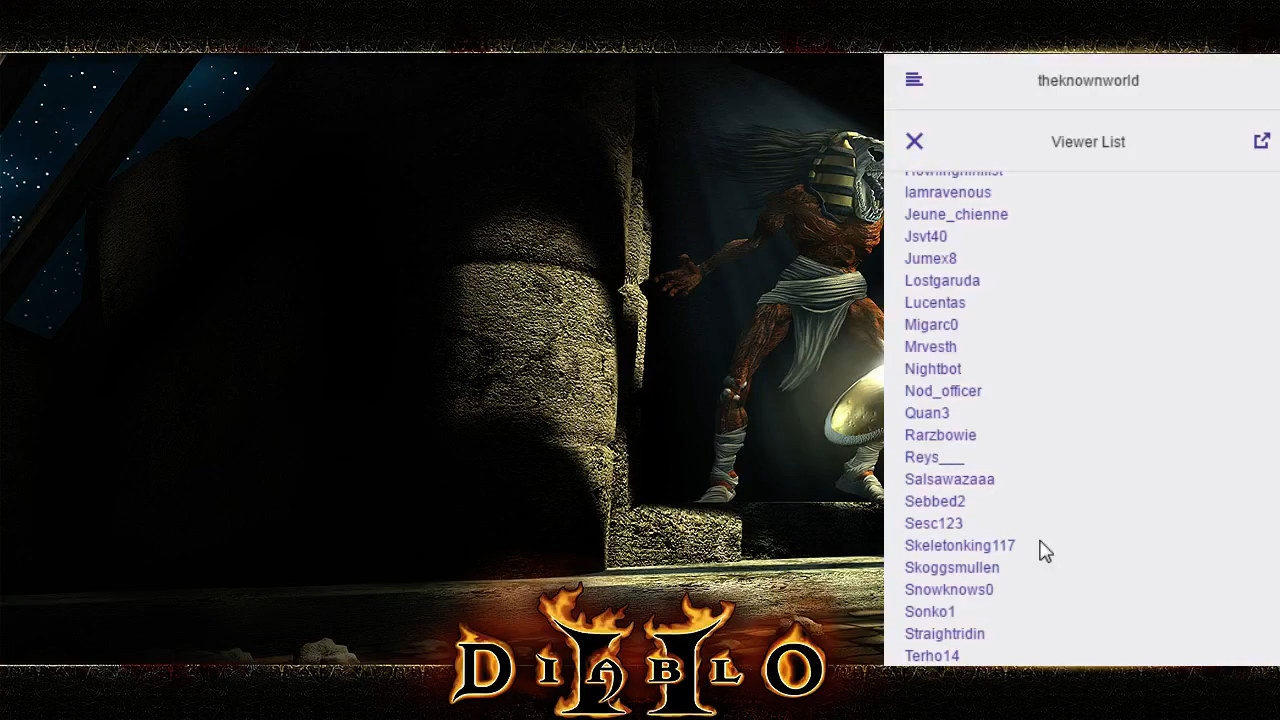 theknownworld
Viewer List
Iamravenous
Jeune_chienne
Jsvt40
Jumex8
Lostgaruda
Lucentas
Migarc0
Mrvesth
Nightbot
Nod_officer
Quan3
Rarzbowie
Reys___
Salsawazaaa
Sebbed2
Sesc123
Skeletonking117
Skoggsmullen
Snowknows0
Sonko1
Straightridin
Terho14
DIABLO
II